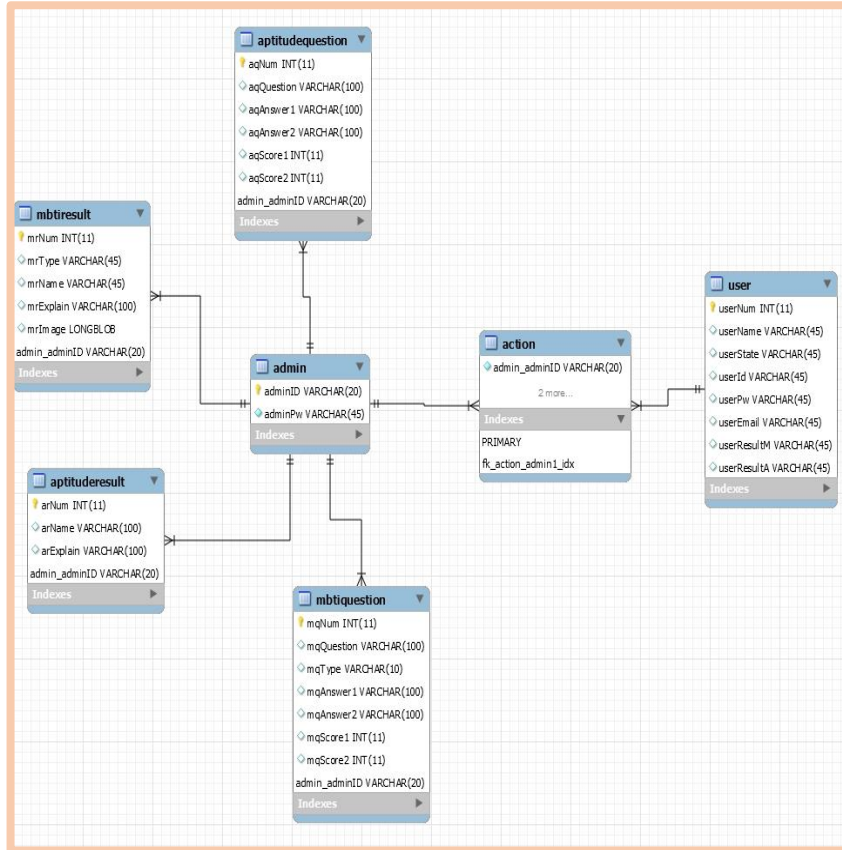 aptitudequestion
aqNum INT(11)
aqQuestion VARCHAR(100)
aqAnswer1 VARCHAR(100)
aqAnswer2 VARCHAR(100)
aqScore1 INT(11)
aqScore2 INT(11)
admin_adminID VARCHAR(20)
Indexes
mbtiresult
mrNum INT(11)
mrType VARCHAR(45)
mrName VARCHAR(45)
mrExplain VARCHAR(100)
mrImage LONGBLOB
admin_adminID VARCHAR(20)
Indexes
admin
adminID VARCHAR(20)
adminPw VARCHAR(45)
Indexes
action
admin_adminID VARCHAR(20)
2 more...
Indexes
PRIMARY
fk_action_admin1_idx
user
userNum INT(11)
userName VARCHAR(45)
userState VARCHAR(45)
userId VARCHAR(45)
userPw VARCHAR(45)
userEmail VARCHAR(45)
userResultM VARCHAR(45)
userResultA VARCHAR(45)
Indexes
aptituderesult
arNum INT(11)
arName VARCHAR(100)
arExplain VARCHAR(100)
admin_adminID VARCHAR(20)
Indexes
mbtiquestion
mqNum INT(11)
mqQuestion VARCHAR(100)
mqType VARCHAR(10)
mqAnswer1 VARCHAR(100)
mqAnswer2 VARCHAR(100)
mqScore1 INT(11)
mqScore2 INT(11)
admin_adminID VARCHAR(20)
Indexes